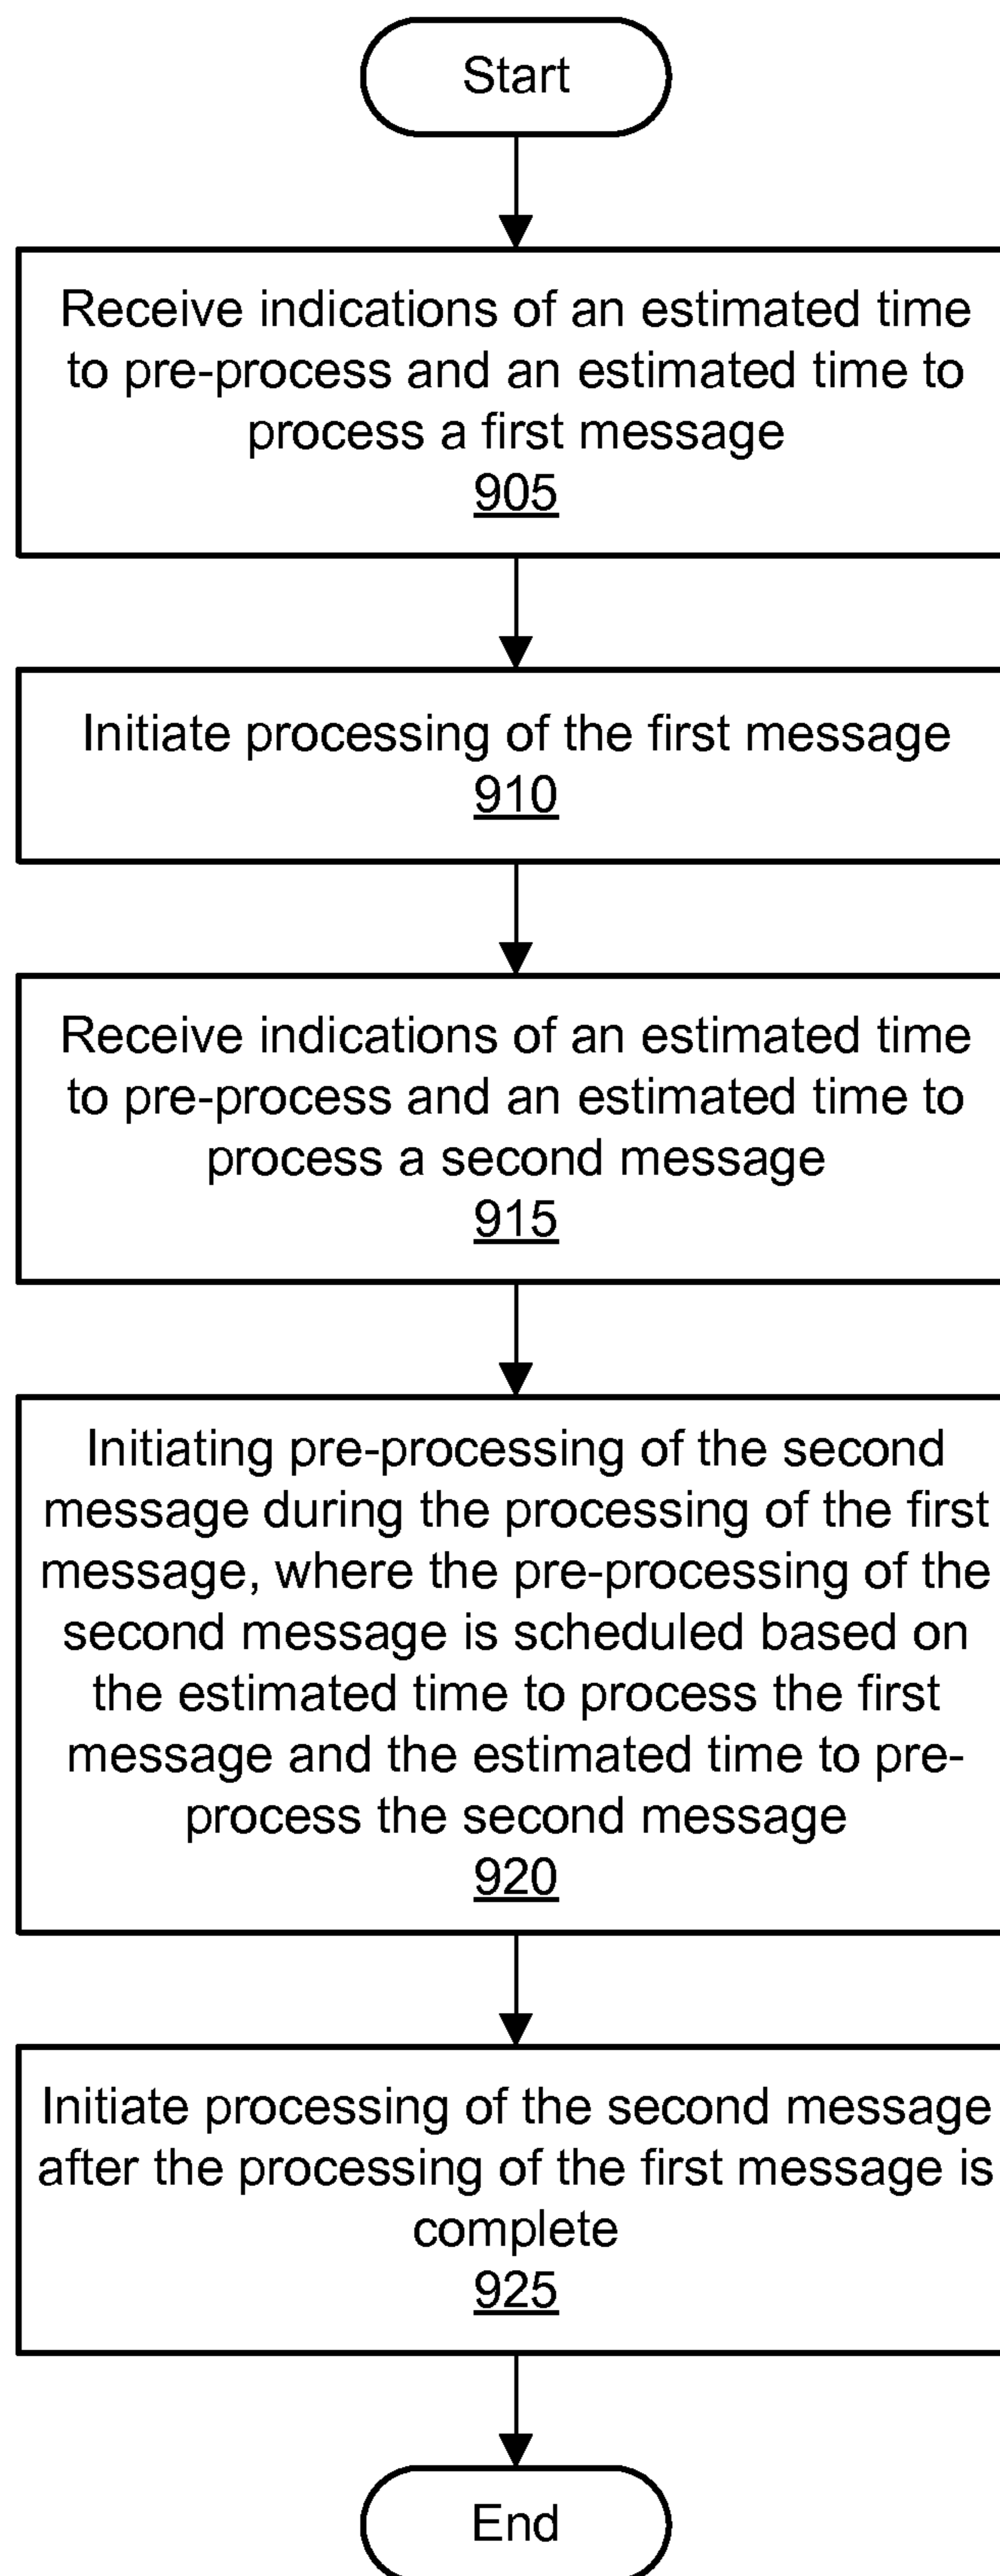 Start
Receive indications of an estimated time
to pre-process and an estimated time to
process a first message
905
Initiate processing of the first message
910
Receive indications of an estimated time
to pre-process and an estimated time to
process a second message
915
Initiating pre-processing of the second
message during the processing of the first
message, where the pre-processing of the
second message is scheduled based on
the estimated time to process the first
message and the estimated time to pre-
process the second message
920
Initiate processing of the second message
after the processing of the first message is
complete
925
End